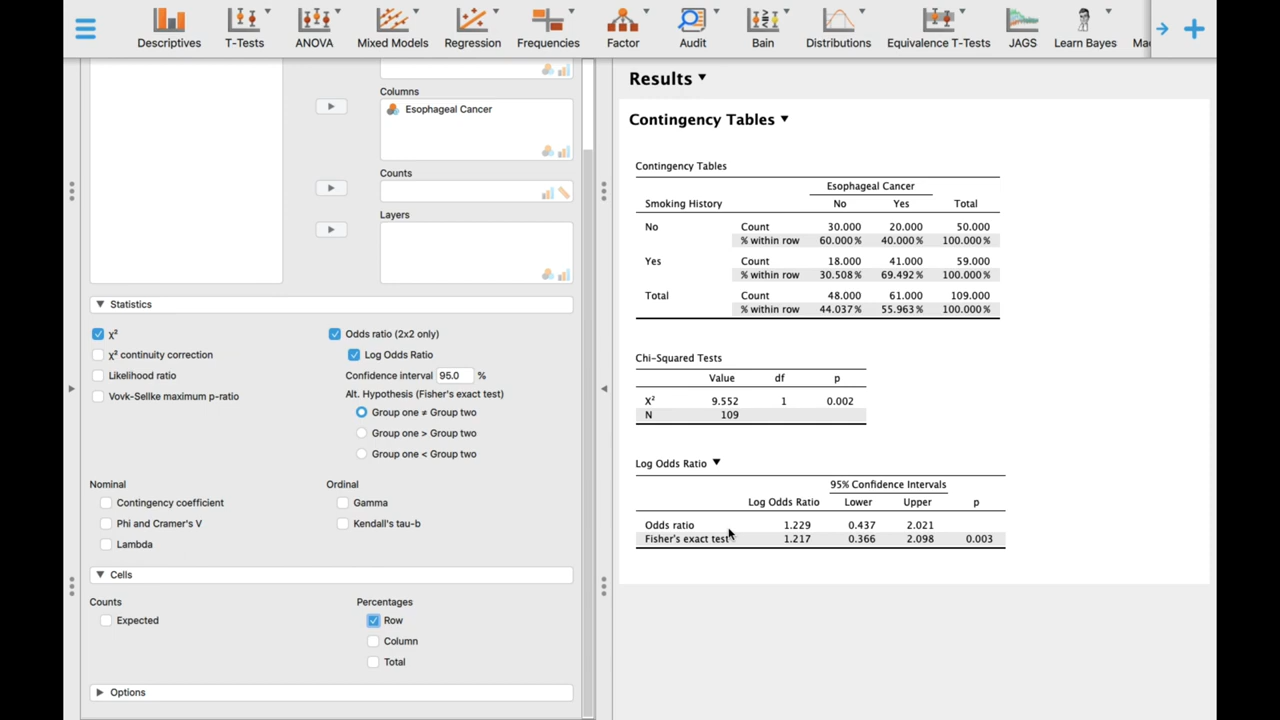 Descriptives T-Tests ANOVA Mixed Models Regression Frequencies Factor Audit Bain Distributions Equivalence T-Tests JAGS Learn Bayes Ma
Columns
Esophageal Cancer
Counts
Layers
Statistics
χ²
Odds ratio (2x2 only)
χ² continuity correction
Log Odds Ratio
Likelihood ratio
Confidence interval 95.0 %
Vovk-Sellke maximum p-ratio
Alt. Hypothesis (Fisher's exact test)
Group one ≠ Group two
Group one > Group two
Group one < Group two
Nominal
Ordinal
Contingency coefficient
Gamma
Phi and Cramer's V
Kendall's tau-b
Lambda
Cells
Counts
Percentages
Expected
Row
Column
Total
Options
Results
Contingency Tables
Contingency Tables
Esophageal Cancer
Smoking History No Yes Total
No Count 30.000 20.000 50.000
% within row 60.000 % 40.000 % 100.000 %
Yes Count 18.000 41.000 59.000
% within row 30.508 % 69.492 % 100.000 %
Total Count 48.000 61.000 109.000
% within row 44.037 % 55.963 % 100.000 %
Chi-Squared Tests
Value df p
X² 9.552 1 0.002
N 109
Log Odds Ratio
95% Confidence Intervals
Log Odds Ratio Lower Upper p
Odds ratio 1.229 0.437 2.021
Fisher's exact test 1.217 0.366 2.098 0.003